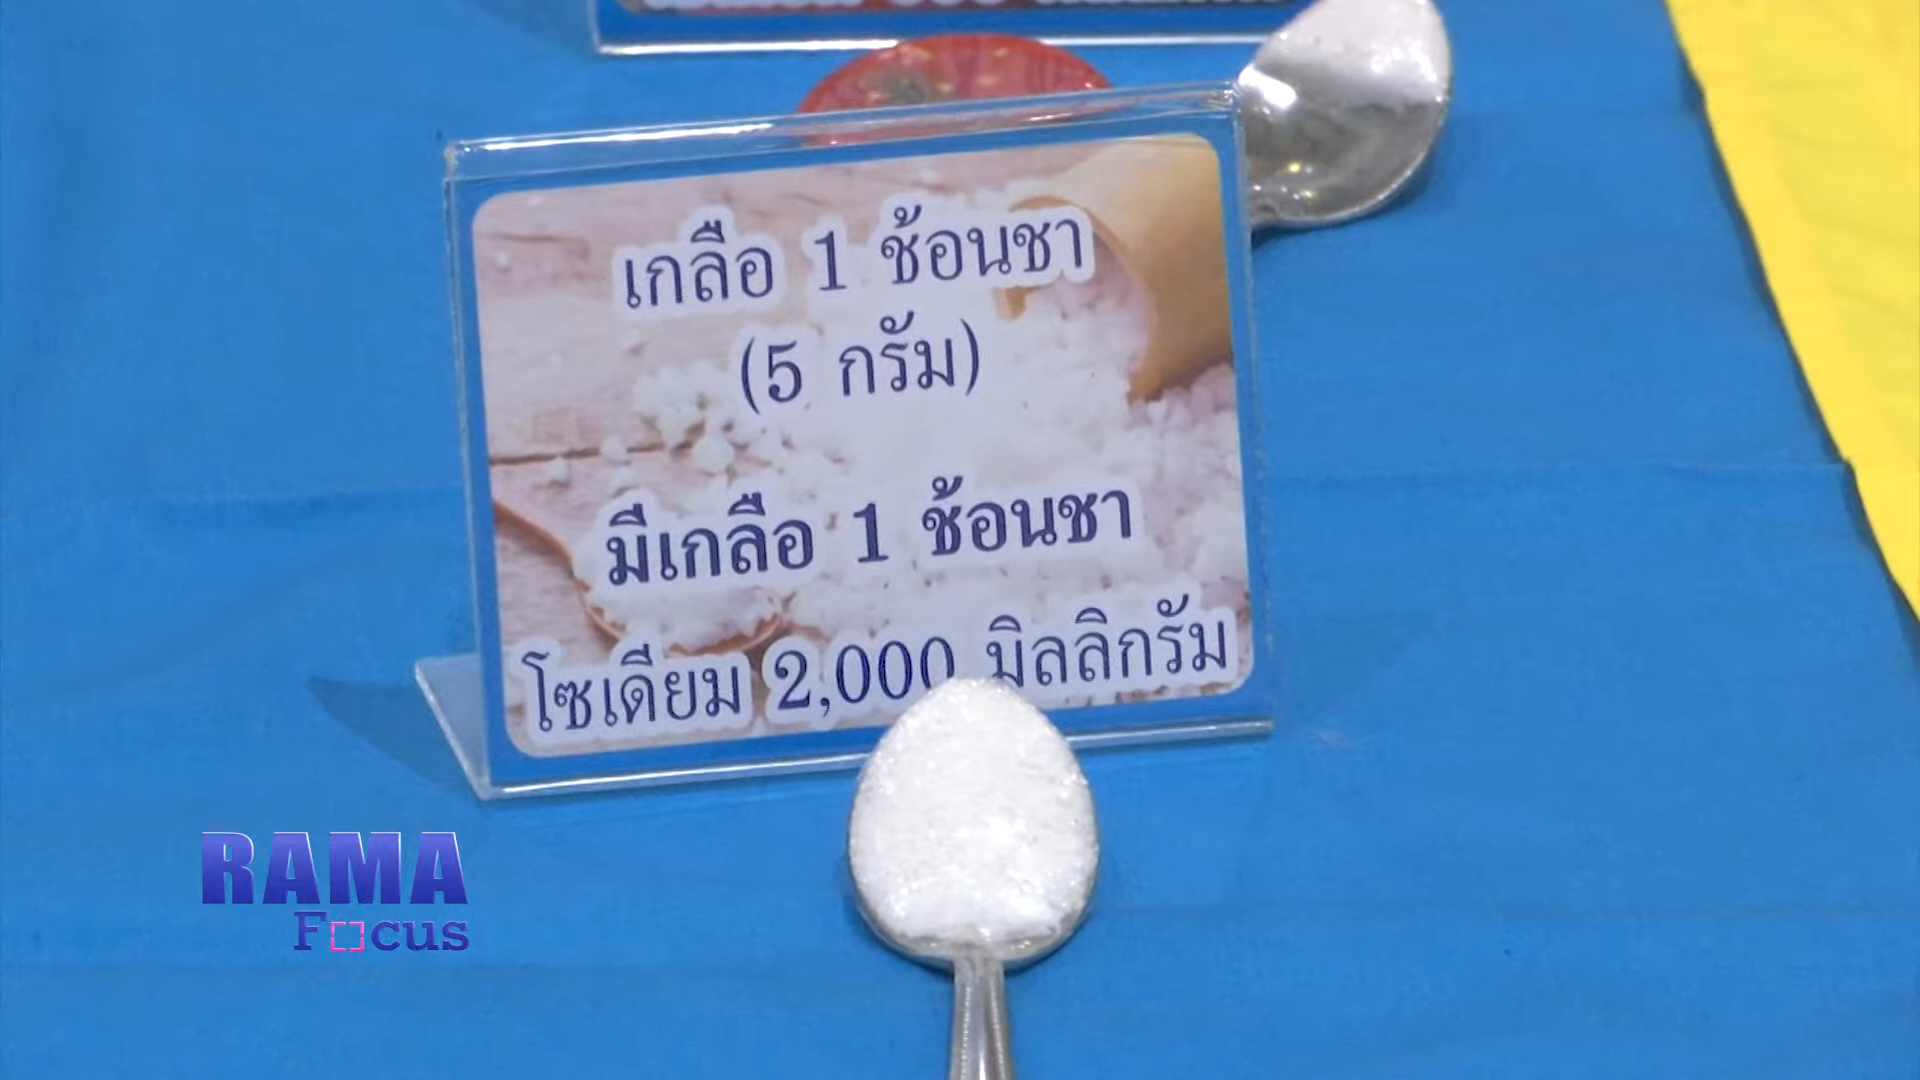 เกลือ 1 ช้อนชา
(5 กรัม)
มีเกลือ 1 ช้อนชา
โซเดียม 2,000 มิลลิกรัม
RAMA
Focus